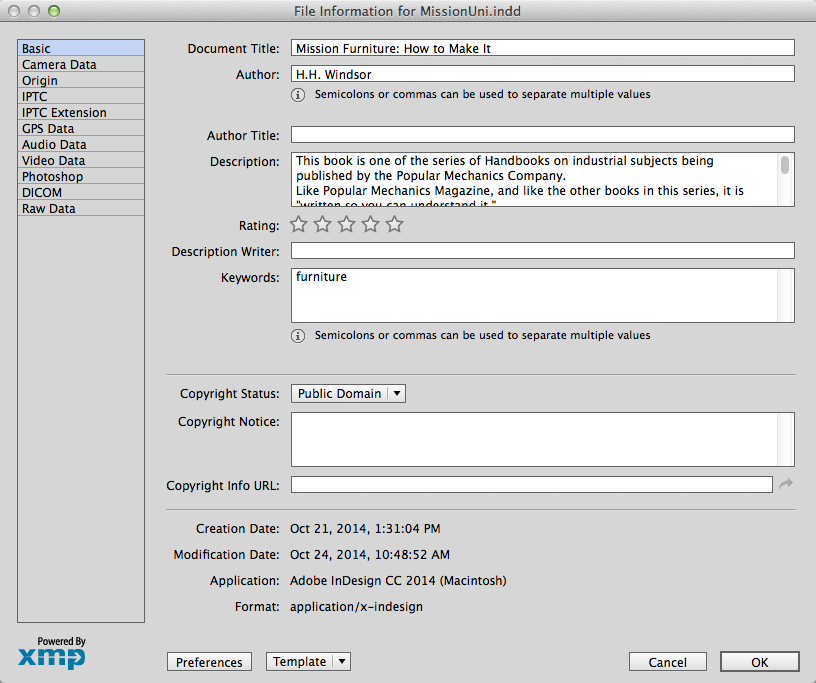 File Information for MissionUni.indd
Basic
Camera Data
Origin
IPTC
IPTC Extension
GPS Data
Audio Data
Video Data
Photoshop
DICOM
Raw Data
Document Title: Mission Furniture: How to Make It
Author: H.H. Windsor
Semicolons or commas can be used to separate multiple values
Author Title:
Description: This book is one of the series of Handbooks on industrial subjects being
published by the Popular Mechanics Company.
Like Popular Mechanics Magazine, and like the other books in this series, it is
"written so you can understand it."
Rating:
Description Writer:
Keywords: furniture
Semicolons or commas can be used to separate multiple values
Copyright Status: Public Domain
Copyright Notice:
Copyright Info URL:
Creation Date: Oct 21, 2014, 1:31:04 PM
Modification Date: Oct 24, 2014, 10:48:52 AM
Application: Adobe InDesign CC 2014 (Macintosh)
Format: application/x-indesign
Powered By
xmp
Preferences Template Cancel OK